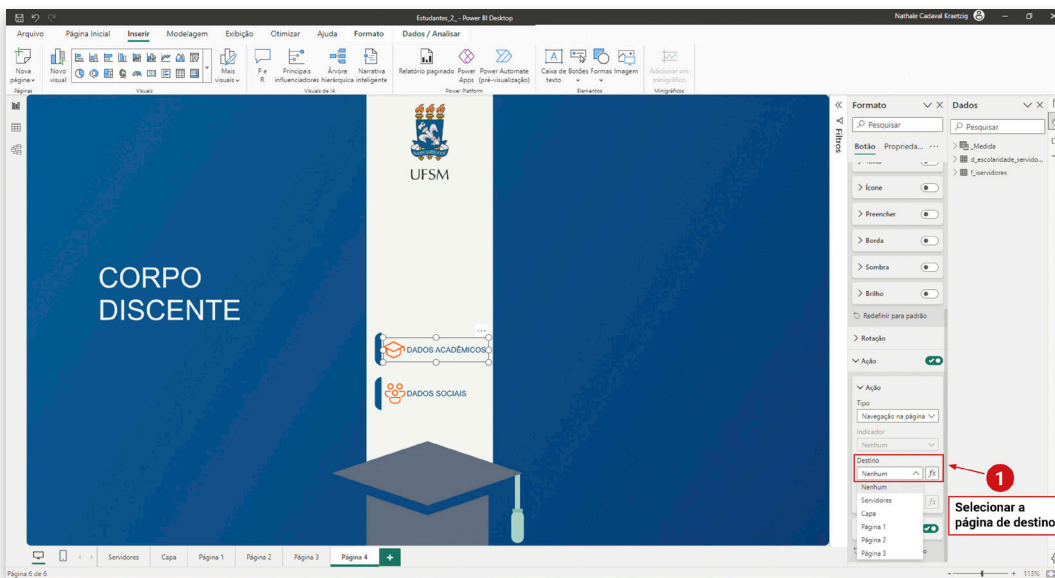 Estudantes_2_ - Power BI Desktop
Nathale Cadaval Kraetzig
Arquivo
Página Inicial
Inserir
Modelagem
Exibição
Otimizar
Ajuda
Formato
Dados / Analisar
Nova página
Novo visual
Mais visuais
P e R
Principais influenciadores
Árvore hierárquica
Narrativa inteligente
Relatório paginado
Power Apps
Power Automate (pré-visualização)
Caixa de texto
Botões
Formas
Imagem
Adicionar um minigráfico
Páginas
Visuais
Visuais de IA
Power Platform
Elementos
Minigráficos
UFSM
CORPO
DISCENTE
DADOS ACADÊMICOS
DADOS SOCIAIS
Filtros
Formato
Pesquisar
Botão
Proprieda...
Ícone
Preencher
Borda
Sombra
Brilho
Redefinir para padrão
Rotação
Ação
Ação
Tipo
Navegação na página
Indicador
Nenhum
Destino
Nenhum
fx
Nenhum
Servidores
fx
Capa
Página 1
Página 2
Página 3
Dados
Pesquisar
_Medida
d_escolaridade_servido...
f_iservidores
1
Selecionar a
página de destino
Servidores
Capa
Página 1
Página 2
Página 3
Página 4
+
Página 6 de 6
- + 113%